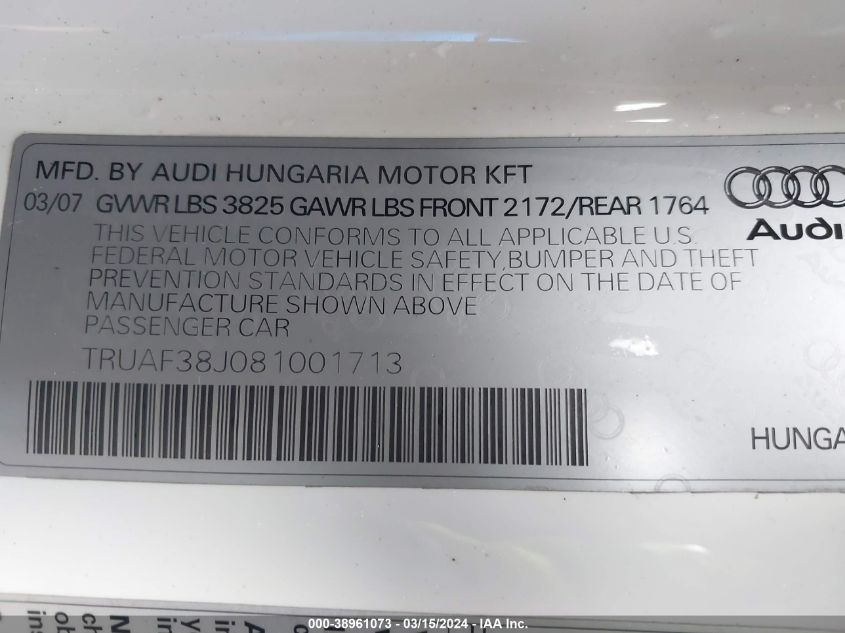 MFD. BY AUDI HUNGARIA MOTOR KFT
03/07 GVWR LBS 3825 GAWR LBS FRONT 2172/REAR 1764
Audi
THIS VEHICLE CONFORMS TO ALL APPLICABLE U.S.
FEDERAL MOTOR VEHICLE SAFETY,BUMPER AND THEFT
PREVENTION STANDARDS IN EFFECT ON THE DATE OF
MANUFACTURE SHOWN ABOVE
PASSENGER CAR
TRUAF38J081001713
HUNGA
000-38961073 - 03/15/2024 - IAA Inc.